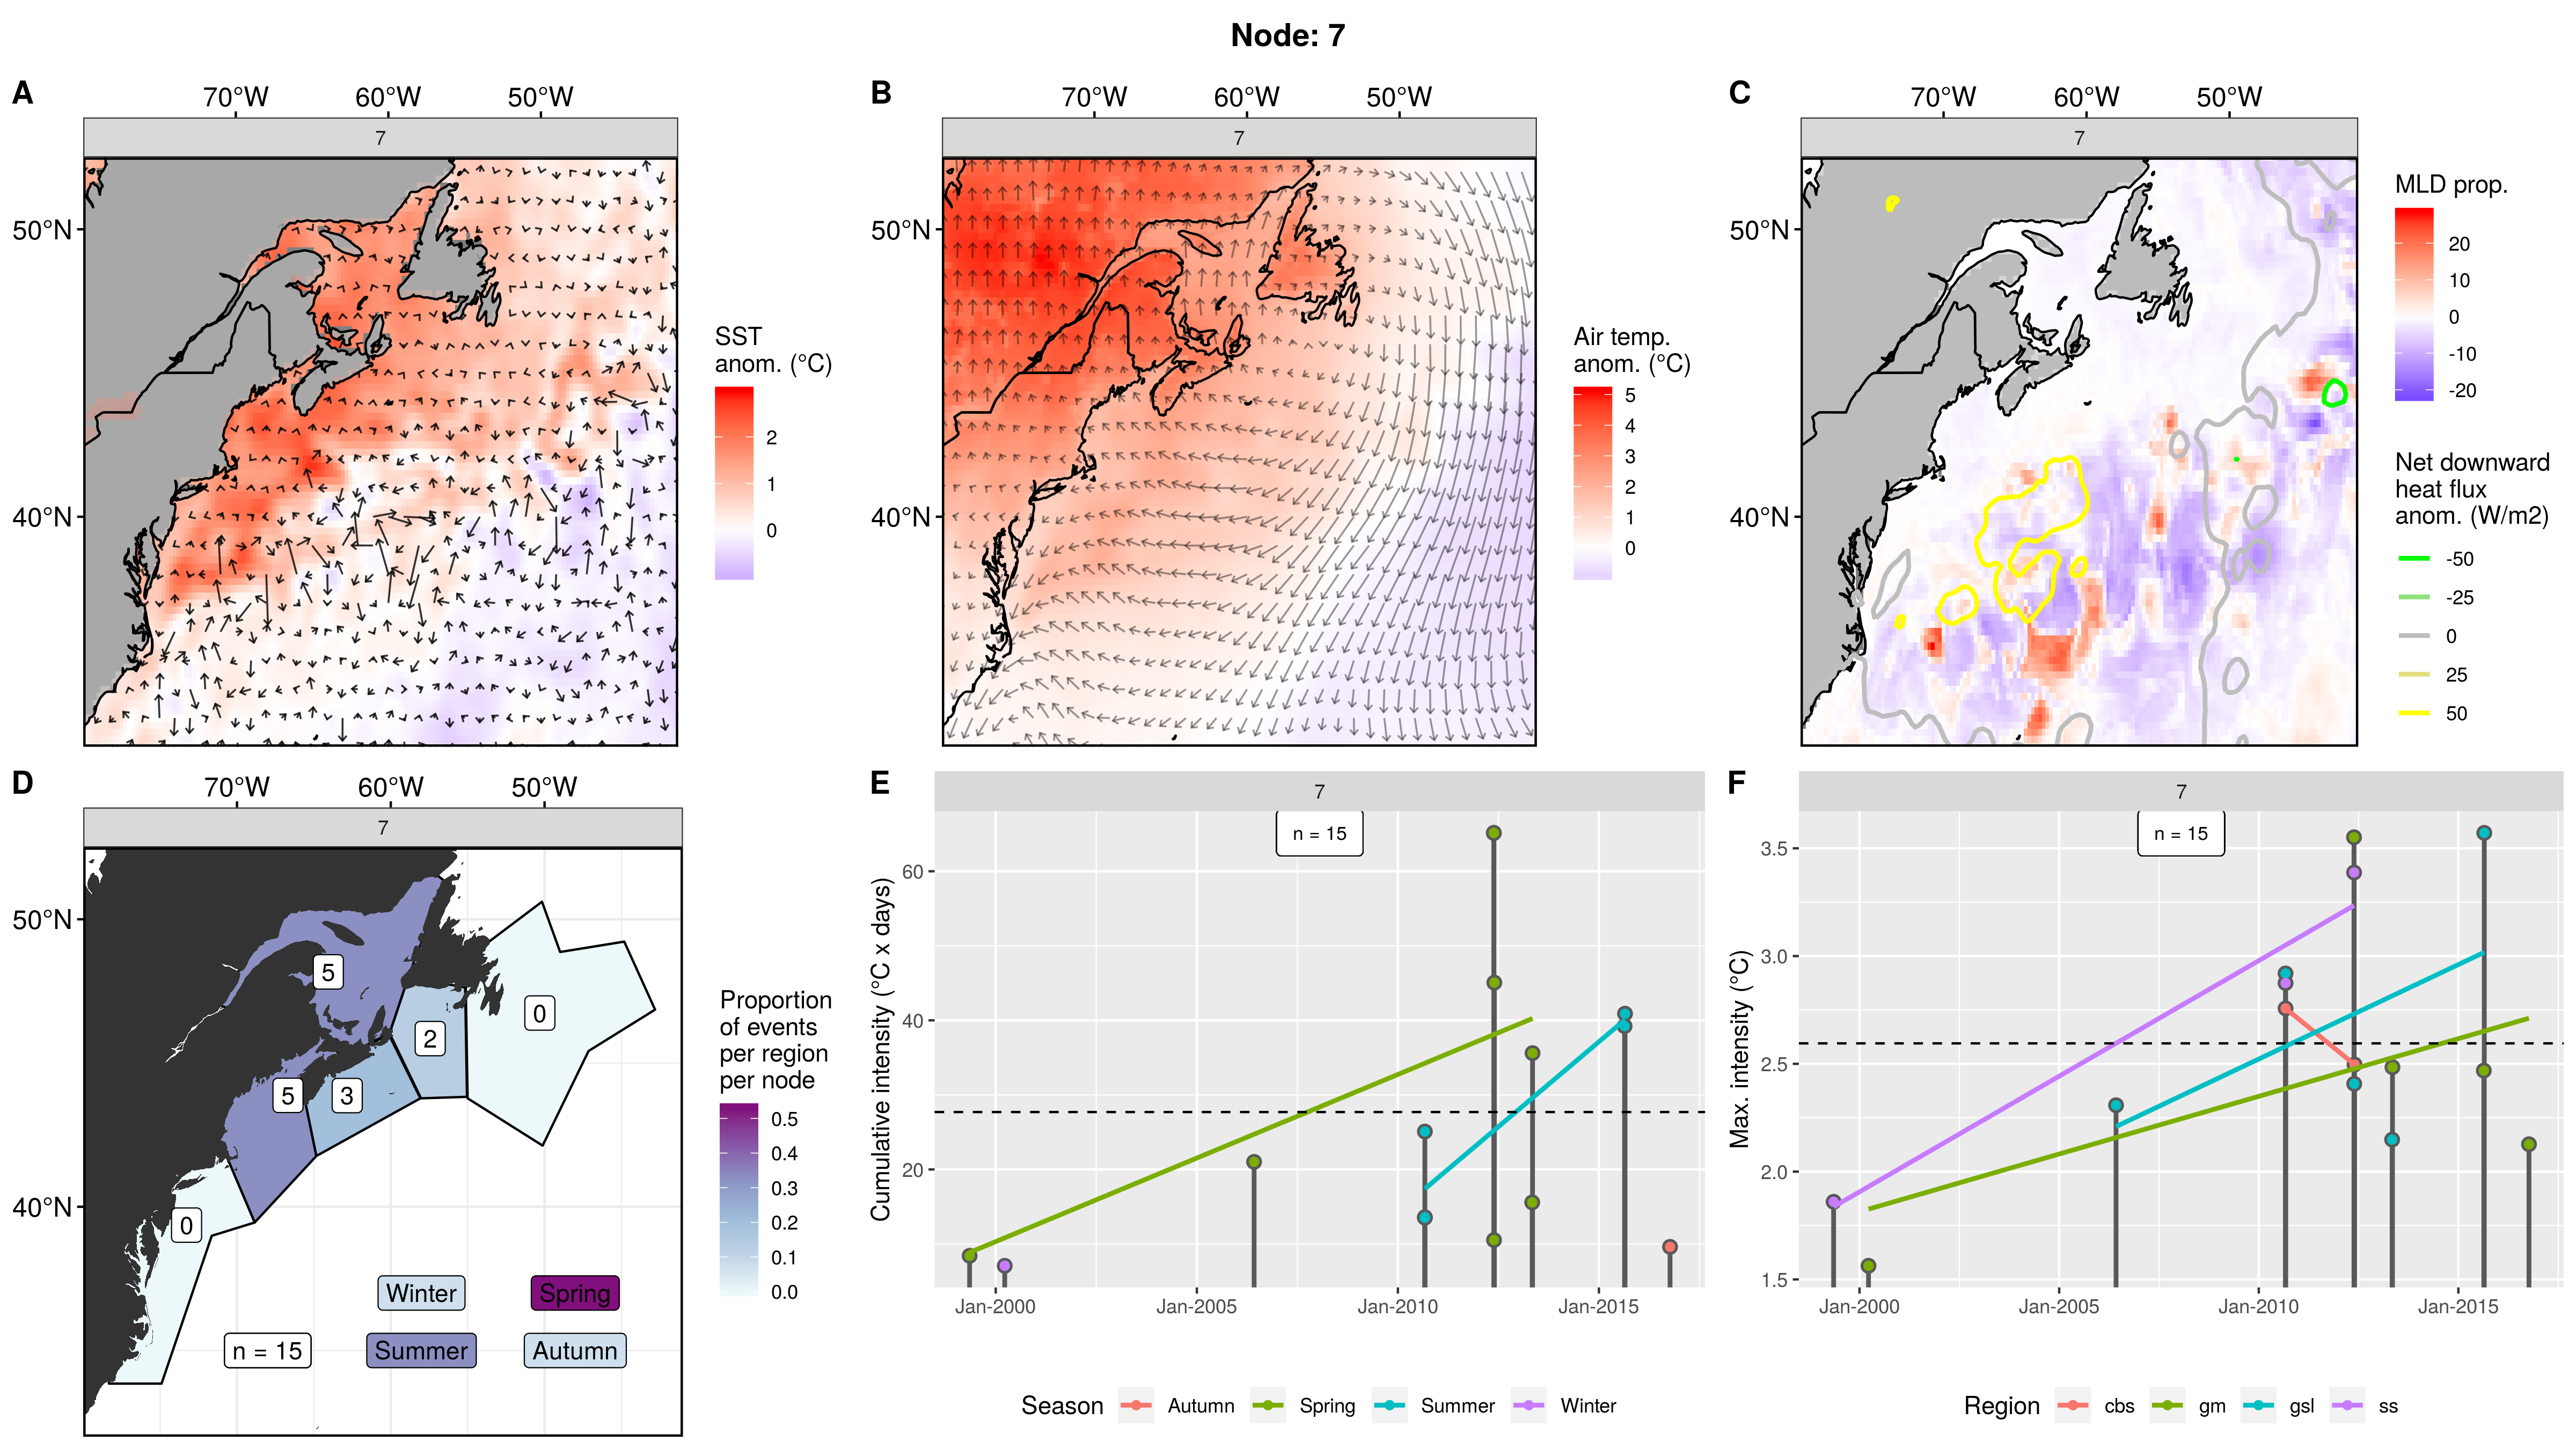 Node: 7
A
70°W 60°W 50°W
7
50°N
40°N
SST
anom. (°C)
2
1
0
B
70°W 60°W 50°W
7
50°N
40°N
Air temp.
anom. (°C)
5
4
3
2
1
0
C
70°W 60°W 50°W
7
50°N
40°N
MLD prop.
20
10
0
-10
-20
Net downward
heat flux
anom. (W/m2)
-50
-25
0
25
50
D
70°W 60°W 50°W
7
50°N
40°N
5
2
0
5
3
0
Winter Spring
n = 15 Summer Autumn
Proportion
of events
per region
per node
0.5
0.4
0.3
0.2
0.1
0.0
E
7
n = 15
Cumulative intensity (°C x days)
60
40
20
Jan-2000 Jan-2005 Jan-2010 Jan-2015
Season Autumn Spring Summer Winter
F
7
n = 15
Max. intensity (°C)
3.5
3.0
2.5
2.0
1.5
Jan-2000 Jan-2005 Jan-2010 Jan-2015
Region cbs gm gsl ss